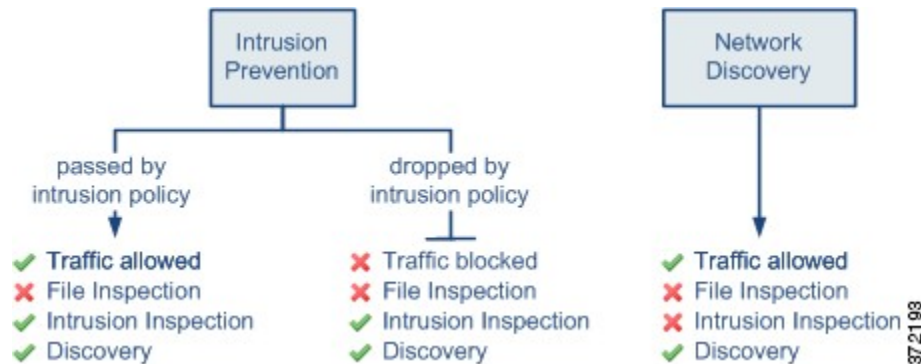 Intrusion
Prevention
passed by
intrusion policy
Traffic allowed
File Inspection
Intrusion Inspection
Discovery
dropped by
intrusion policy
Traffic blocked
File Inspection
Intrusion Inspection
Discovery
Network
Discovery
Traffic allowed
File Inspection
Intrusion Inspection
Discovery
372193